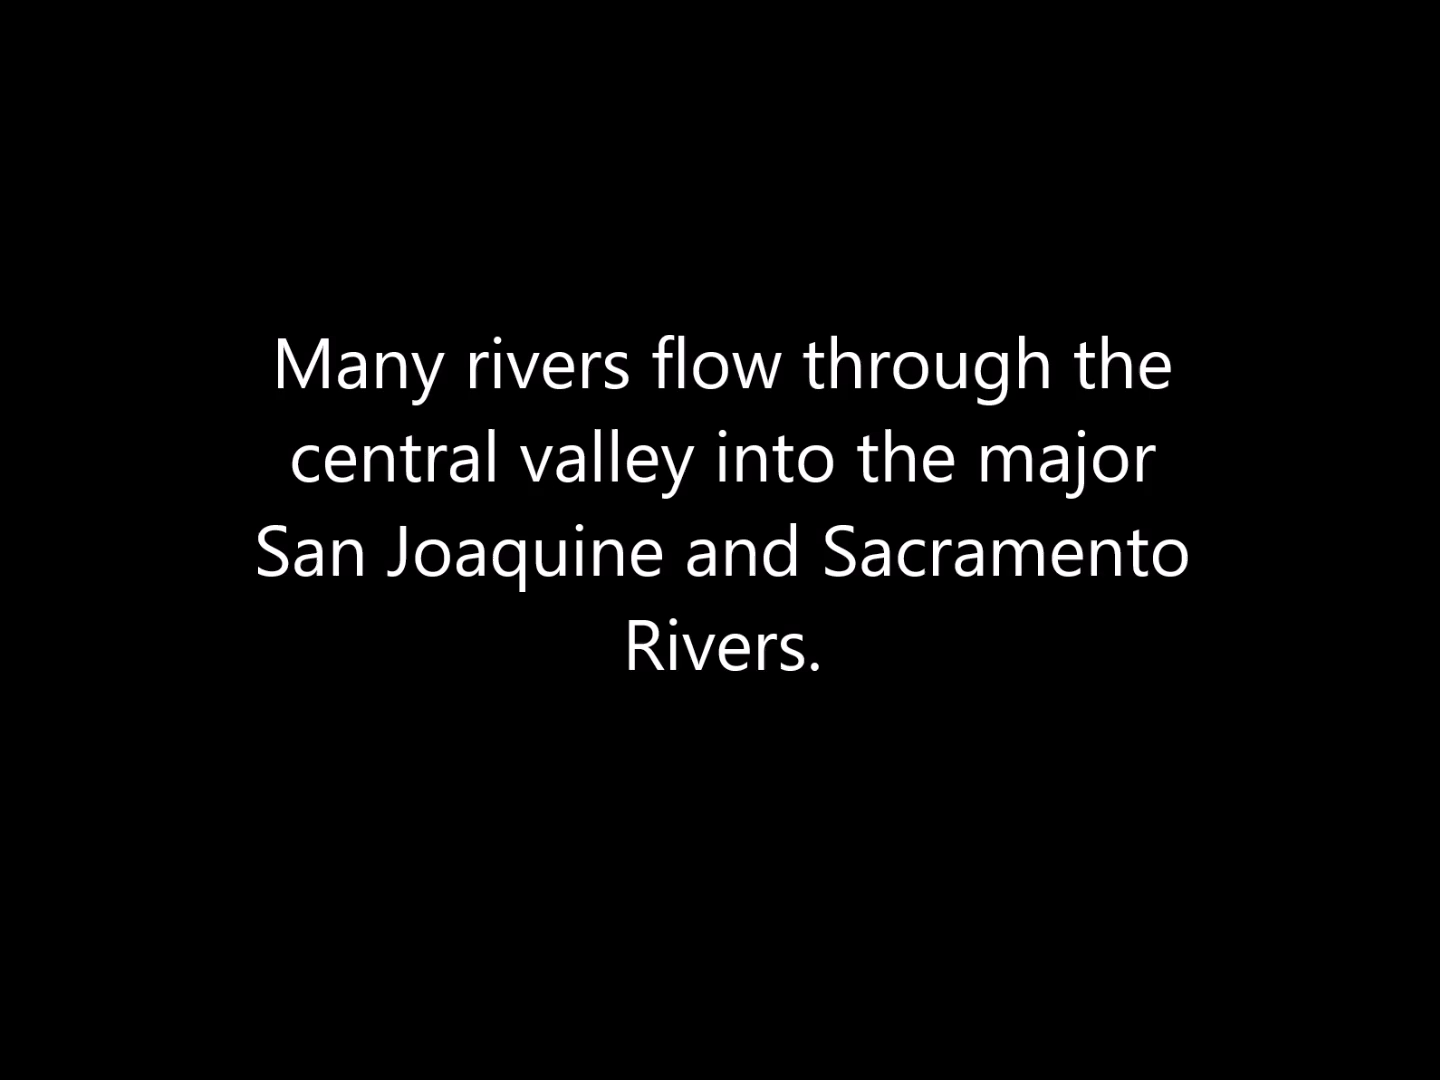 Many rivers flow through the
central valley into the major
San Joaquine and Sacramento
Rivers.